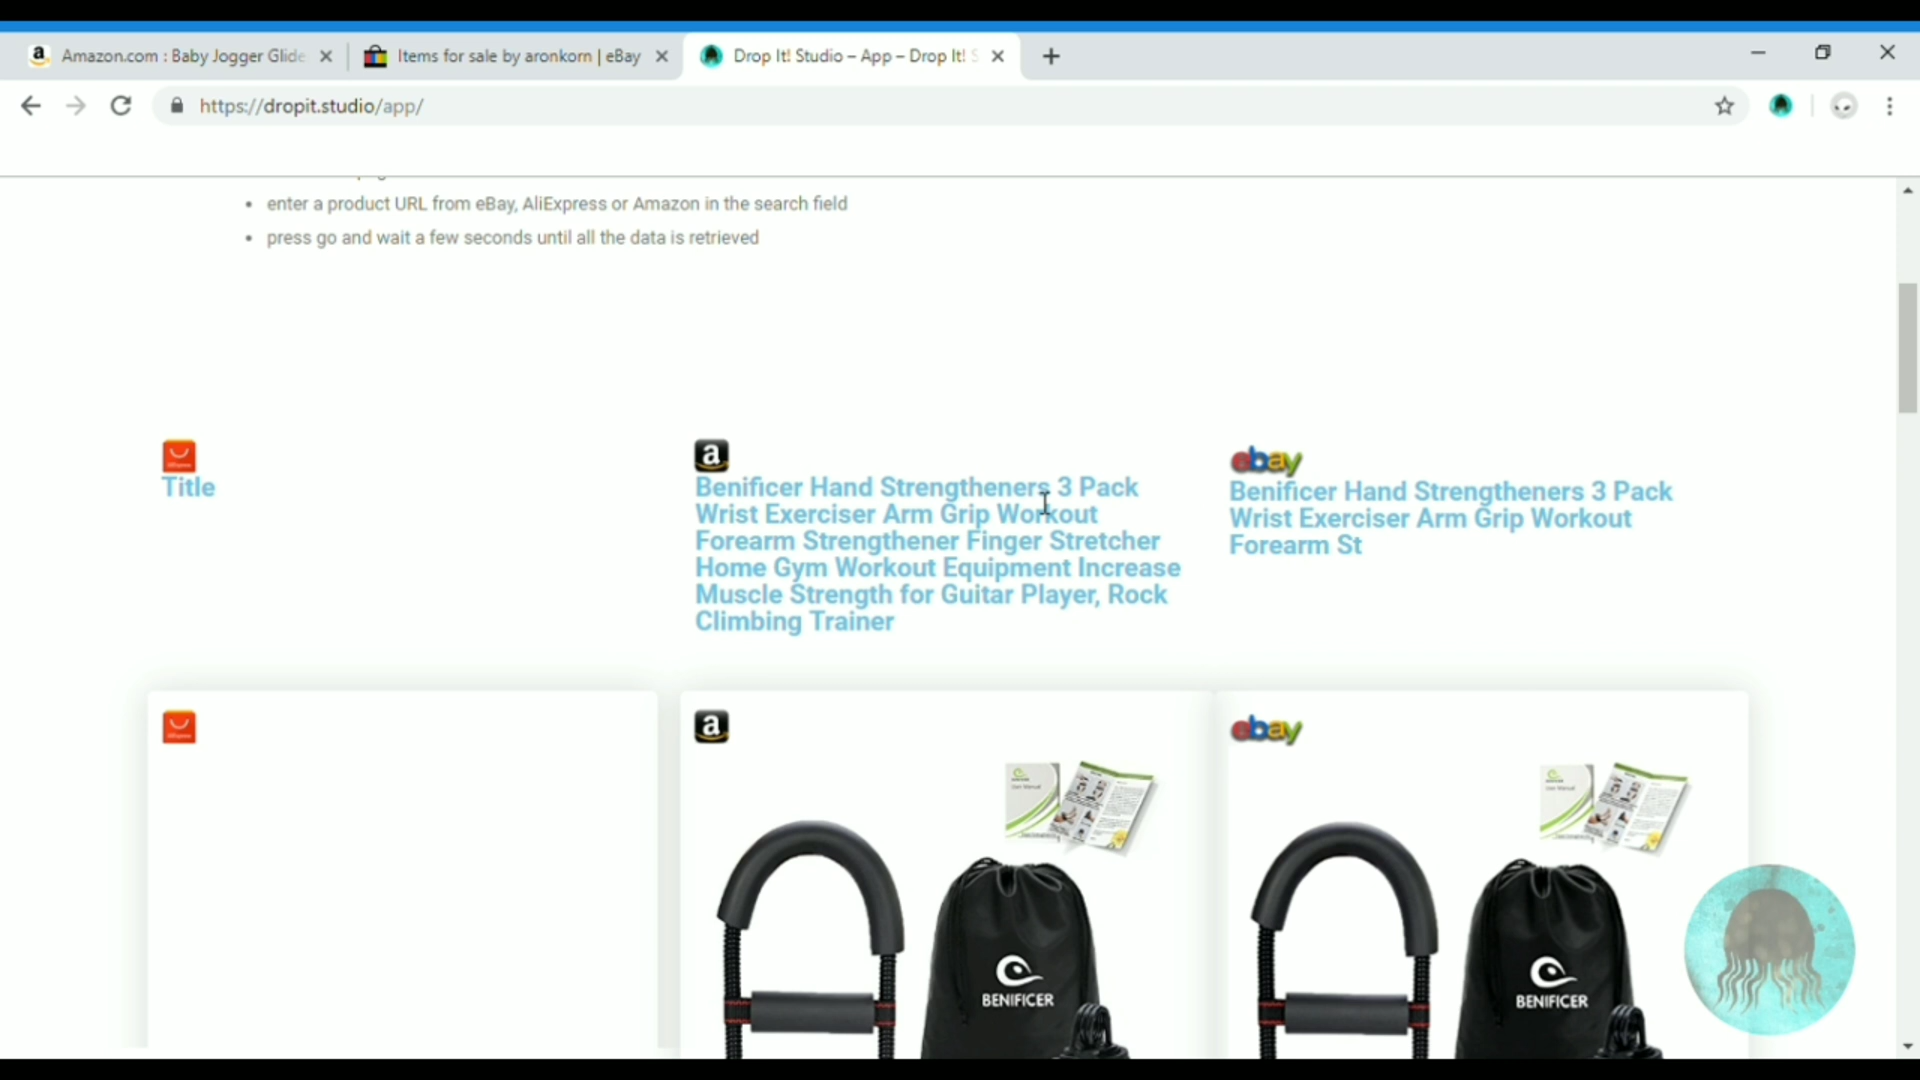 Amazon.com : Baby Jogger Glide
Items for sale by aronkorn | eBay
Drop It! Studio – App – Drop It! S
https://dropit.studio/app/
• enter a product URL from eBay, AliExpress or Amazon in the search field
• press go and wait a few seconds until all the data is retrieved
Title
a
Benificer Hand Strengtheners 3 Pack
Wrist Exerciser Arm Grip Workout
Forearm Strengthener Finger Stretcher
Home Gym Workout Equipment Increase
Muscle Strength for Guitar Player, Rock
Climbing Trainer
ebay
Benificer Hand Strengtheners 3 Pack
Wrist Exerciser Arm Grip Workout
Forearm St
a
BENIFICER
ebay
BENIFICER